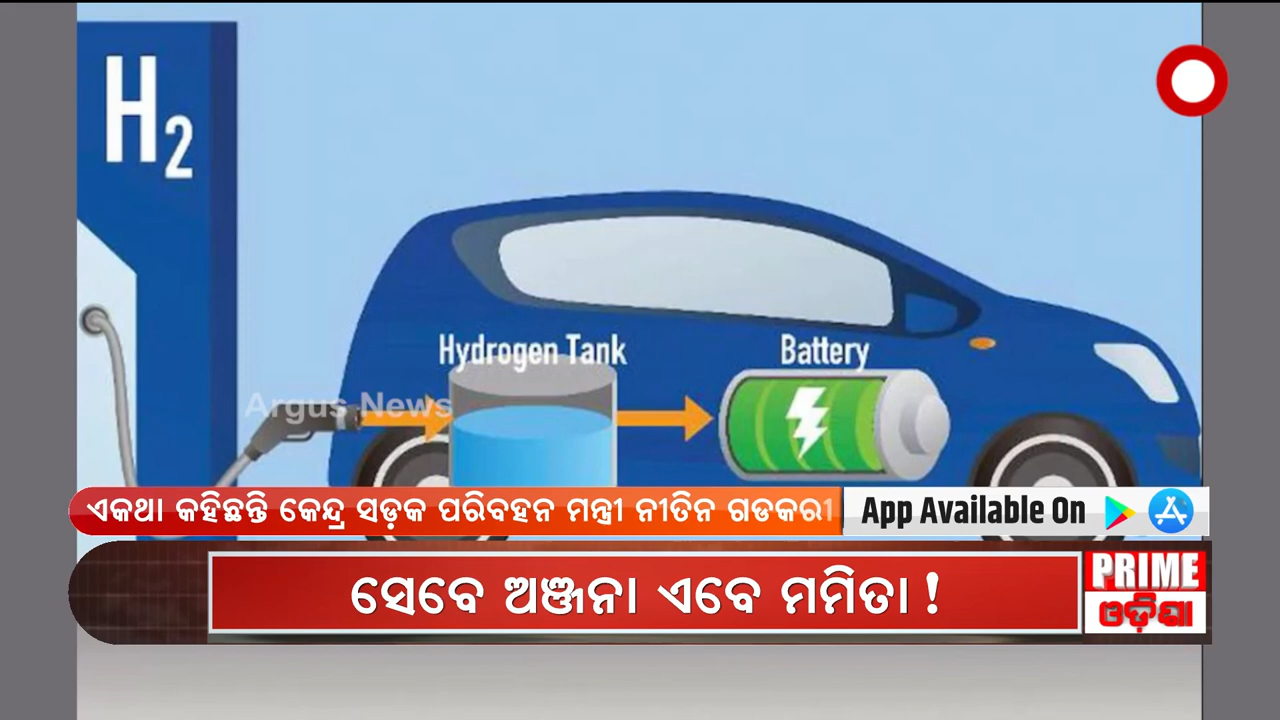 H2
Hydrogen Tank
Battery
Argus News
ଏକଥା କହିଛନ୍ତି କେନ୍ଦ୍ର ସଡ଼କ ପରିବହନ ମନ୍ତ୍ରୀ ନୀତିନ ଗଡକରୀ
App Available On
ସେବେ ଅଞ୍ଜନା ଏବେ ମମିତା !
PRIME
ଓଡ଼ିଶା